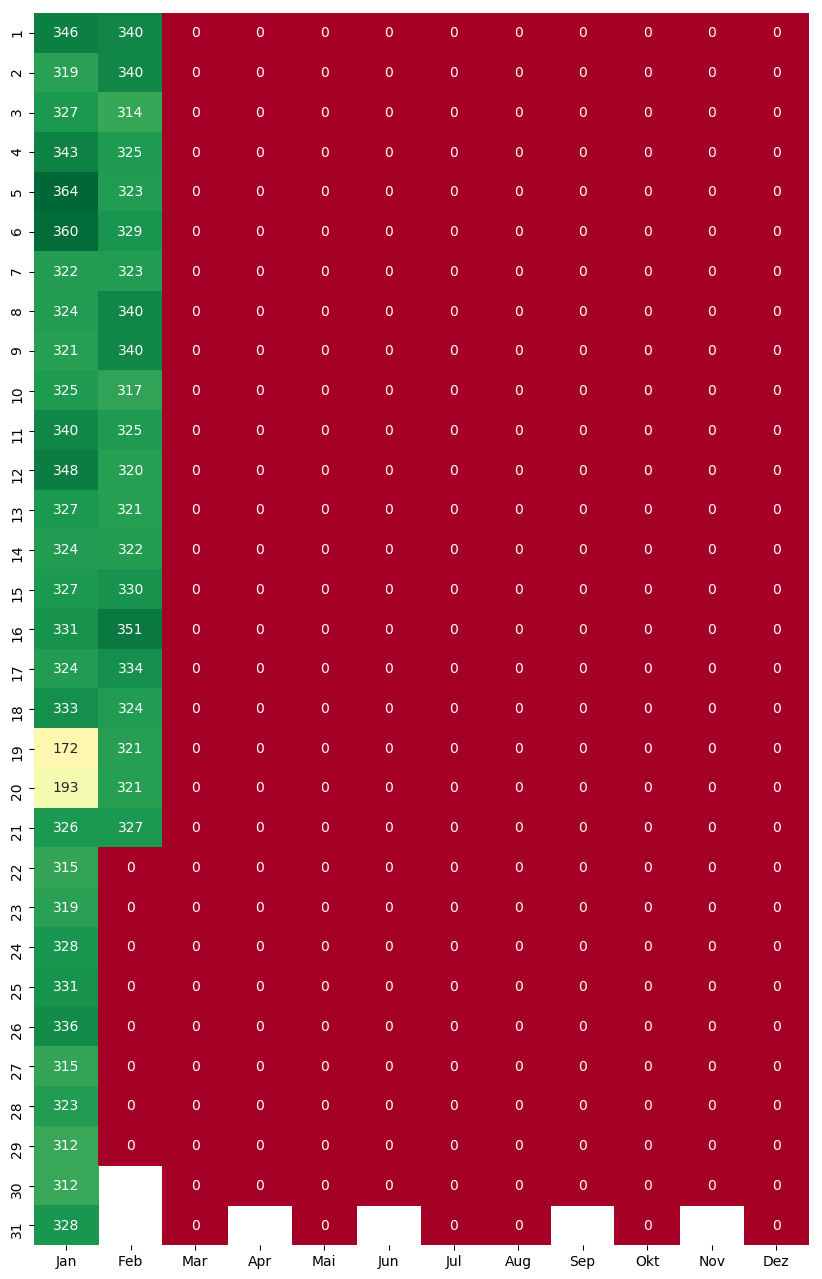 1 346 340 0 0 0 0 0 0 0 0 0 0
2 319 340 0 0 0 0 0 0 0 0 0 0
3 327 314 0 0 0 0 0 0 0 0 0 0
4 343 325 0 0 0 0 0 0 0 0 0 0
5 364 323 0 0 0 0 0 0 0 0 0 0
6 360 329 0 0 0 0 0 0 0 0 0 0
7 322 323 0 0 0 0 0 0 0 0 0 0
8 324 340 0 0 0 0 0 0 0 0 0 0
9 321 340 0 0 0 0 0 0 0 0 0 0
10 325 317 0 0 0 0 0 0 0 0 0 0
11 340 325 0 0 0 0 0 0 0 0 0 0
12 348 320 0 0 0 0 0 0 0 0 0 0
13 327 321 0 0 0 0 0 0 0 0 0 0
14 324 322 0 0 0 0 0 0 0 0 0 0
15 327 330 0 0 0 0 0 0 0 0 0 0
16 331 351 0 0 0 0 0 0 0 0 0 0
17 324 334 0 0 0 0 0 0 0 0 0 0
18 333 324 0 0 0 0 0 0 0 0 0 0
19 172 321 0 0 0 0 0 0 0 0 0 0
20 193 321 0 0 0 0 0 0 0 0 0 0
21 326 327 0 0 0 0 0 0 0 0 0 0
22 315 0 0 0 0 0 0 0 0 0 0 0
23 319 0 0 0 0 0 0 0 0 0 0 0
24 328 0 0 0 0 0 0 0 0 0 0 0
25 331 0 0 0 0 0 0 0 0 0 0 0
26 336 0 0 0 0 0 0 0 0 0 0 0
27 315 0 0 0 0 0 0 0 0 0 0 0
28 323 0 0 0 0 0 0 0 0 0 0 0
29 312 0 0 0 0 0 0 0 0 0 0 0
30 312 0 0 0 0 0 0 0 0 0 0
31 328 0 0 0 0 0 0
Jan Feb Mar Apr Mai Jun Jul Aug Sep Okt Nov Dez